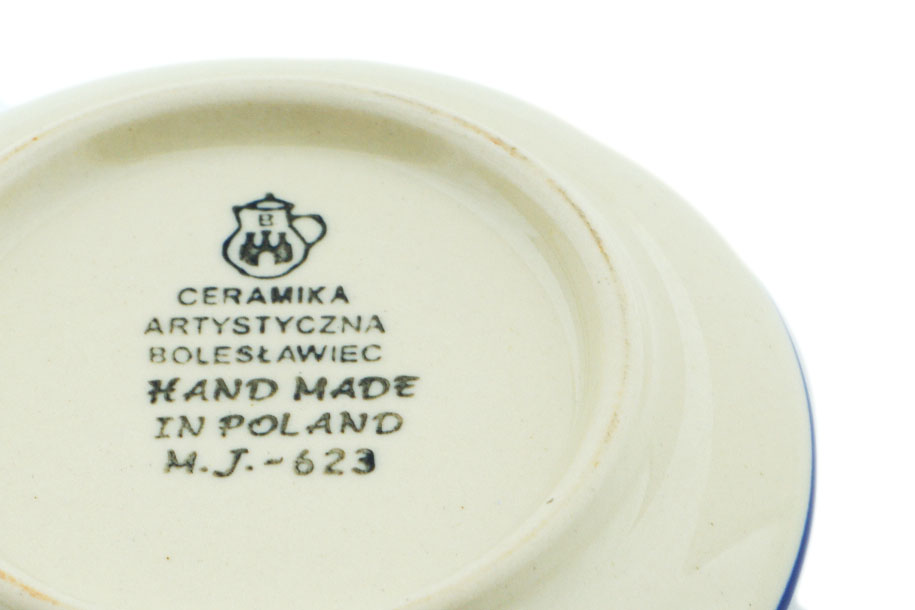 B
CERAMIKA
ARTYSTYCZNA
BOLESŁAWIEC
HAND MADE
IN POLAND
M.J.-623